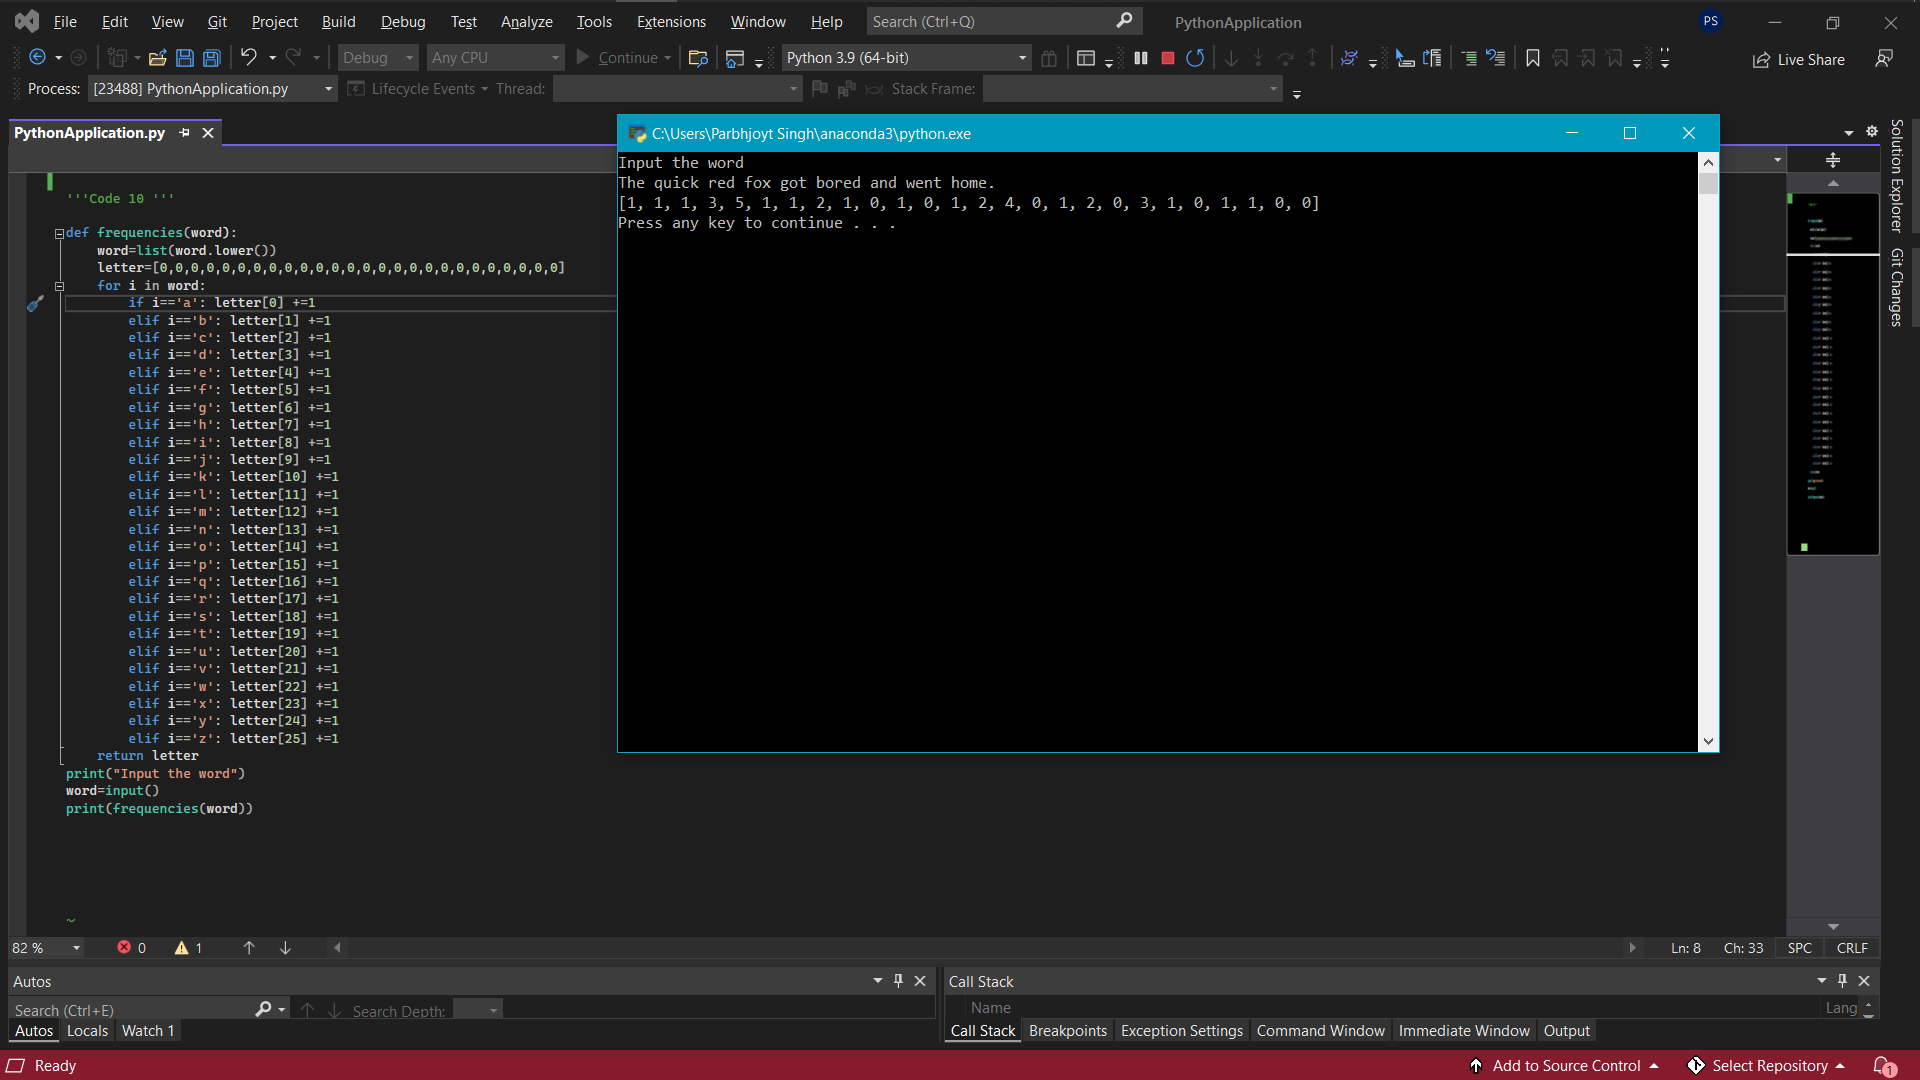 File Edit View Git Project Build Debug Test Analyze Tools Extensions Window Help Search (Ctrl+Q) PythonApplication PS
Debug Any CPU Continue Python 3.9 (64-bit) Live Share
Process: [23488] PythonApplication.py Lifecycle Events Thread: Stack Frame:
PythonApplication.py
'''Code 10 '''
def frequencies(word):
word=list(word.lower())
letter=[0,0,0,0,0,0,0,0,0,0,0,0,0,0,0,0,0,0,0,0,0,0,0,0,0,0]
for i in word:
if i=='a': letter[0] +=1
elif i=='b': letter[1] +=1
elif i=='c': letter[2] +=1
elif i=='d': letter[3] +=1
elif i=='e': letter[4] +=1
elif i=='f': letter[5] +=1
elif i=='g': letter[6] +=1
elif i=='h': letter[7] +=1
elif i=='i': letter[8] +=1
elif i=='j': letter[9] +=1
elif i=='k': letter[10] +=1
elif i=='l': letter[11] +=1
elif i=='m': letter[12] +=1
elif i=='n': letter[13] +=1
elif i=='o': letter[14] +=1
elif i=='p': letter[15] +=1
elif i=='q': letter[16] +=1
elif i=='r': letter[17] +=1
elif i=='s': letter[18] +=1
elif i=='t': letter[19] +=1
elif i=='u': letter[20] +=1
elif i=='v': letter[21] +=1
elif i=='w': letter[22] +=1
elif i=='x': letter[23] +=1
elif i=='y': letter[24] +=1
elif i=='z': letter[25] +=1
return letter
print("Input the word")
word=input()
print(frequencies(word))
~
C:\Users\Parbhjoyt Singh\anaconda3\python.exe
Input the word
The quick red fox got bored and went home.
[1, 1, 1, 3, 5, 1, 1, 2, 1, 0, 1, 0, 1, 2, 4, 0, 1, 2, 0, 3, 1, 0, 1, 1, 0, 0]
Press any key to continue . . .
Solution Explorer
Git Changes
82 % 0 1 Ln: 8 Ch: 33 SPC CRLF
Autos
Search (Ctrl+E) Search Depth:
Autos Locals Watch 1
Call Stack
Name Lang
Call Stack Breakpoints Exception Settings Command Window Immediate Window Output
Ready Add to Source Control Select Repository 1